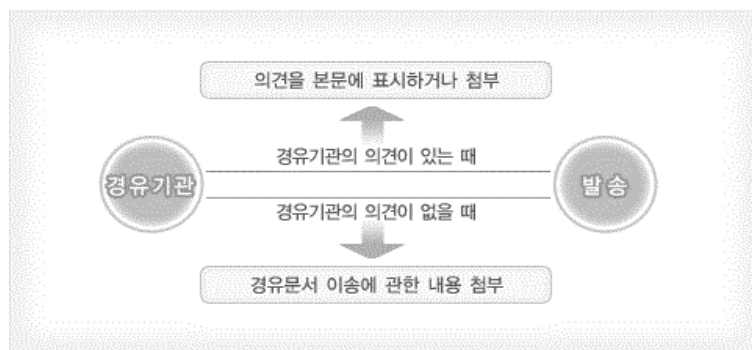 의견을 본문에 표시하거나 첨부
경유기관의 의견이 있는 때
경유기관
발송
경유기관의 의견이 없을 때
경유문서 이송에 관한 내용 첨부